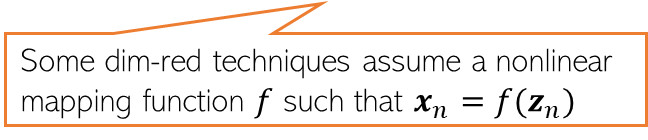 Some dim-red techniques assume a nonlinear
mapping function f such that xₙ = f(zₙ)